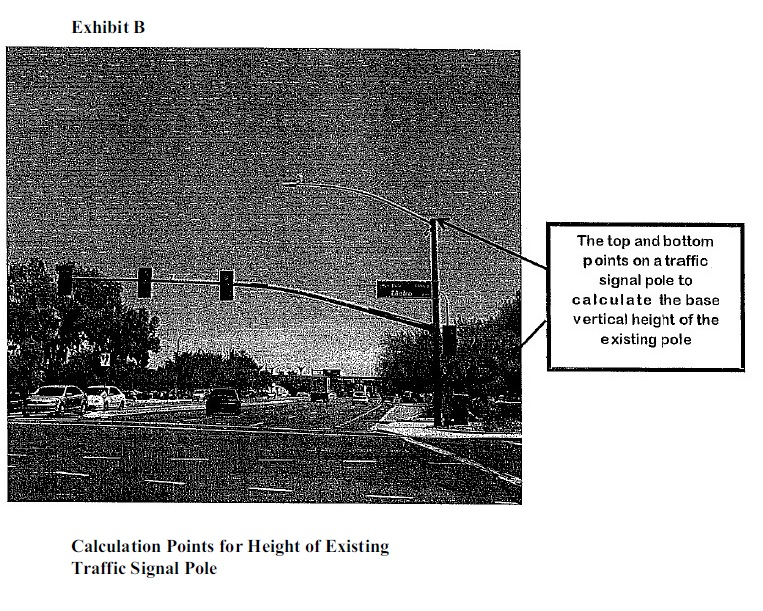 Exhibit B
The top and bottom
points on a traffic
signal pole to
calculate the base
vertical height of the
existing pole
Calculation Points for Height of Existing
Traffic Signal Pole